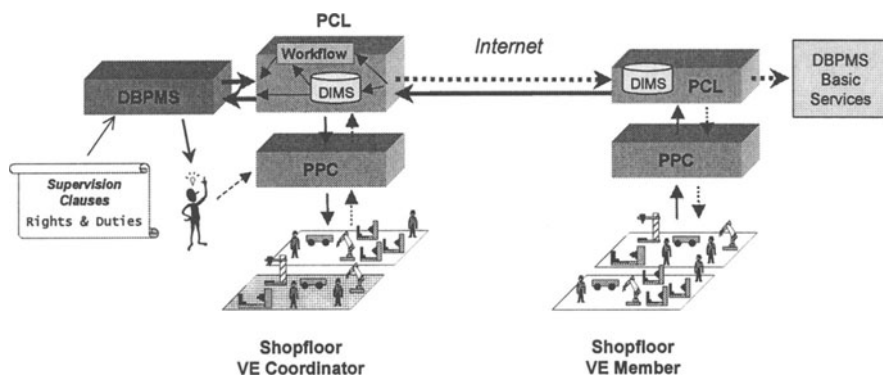 PCL
Internet
Workflow
DIMS
DBPMS
DIMS
PCL
DBPMS
Basic
Services
PPC
PPC
Supervision
Clauses
Rights & Duties
Shopfloor
VE Coordinator
Shopfloor
VE Member